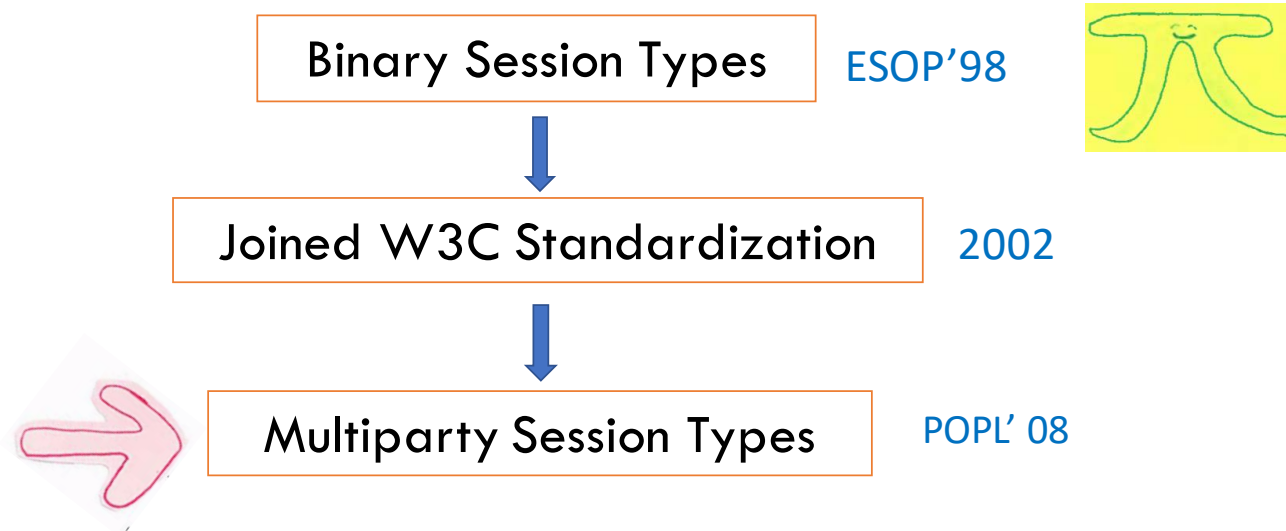 Binary Session Types ESOP'98
Joined W3C Standardization 2002
Multiparty Session Types POPL' 08